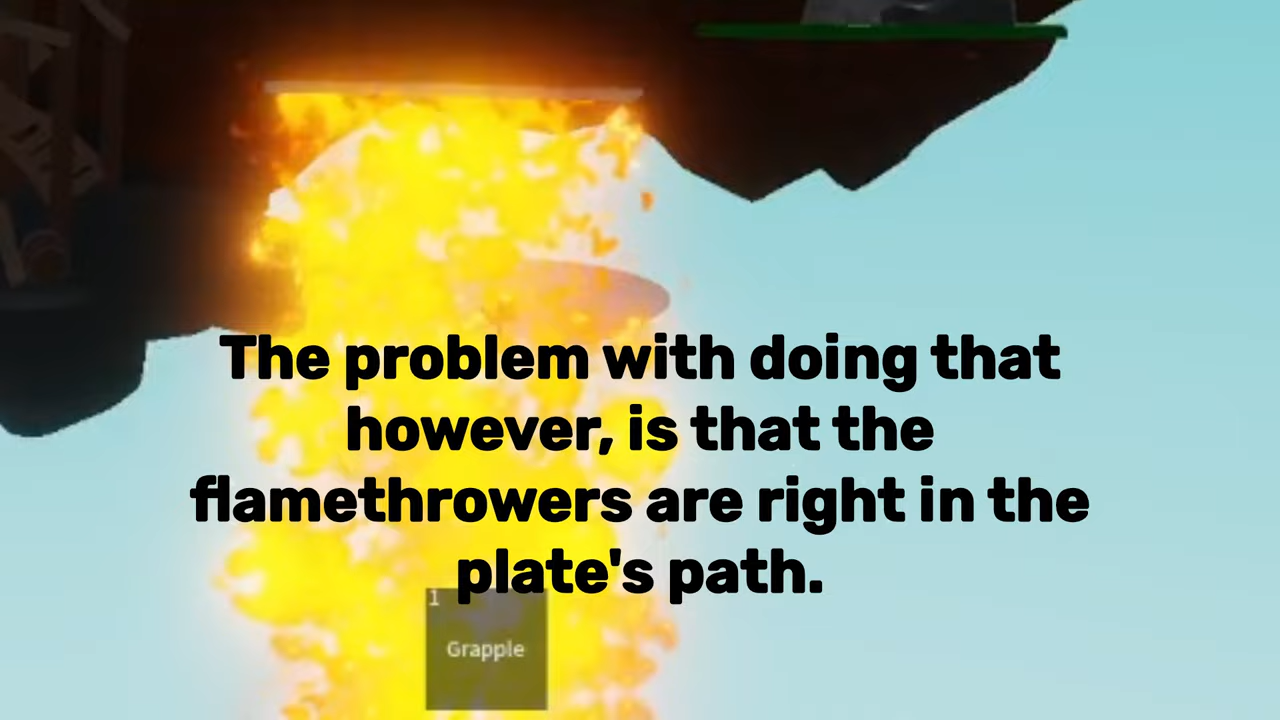 The problem with doing that
however, is that the
flamethrowers are right in the
plate's path.
1
Grapple